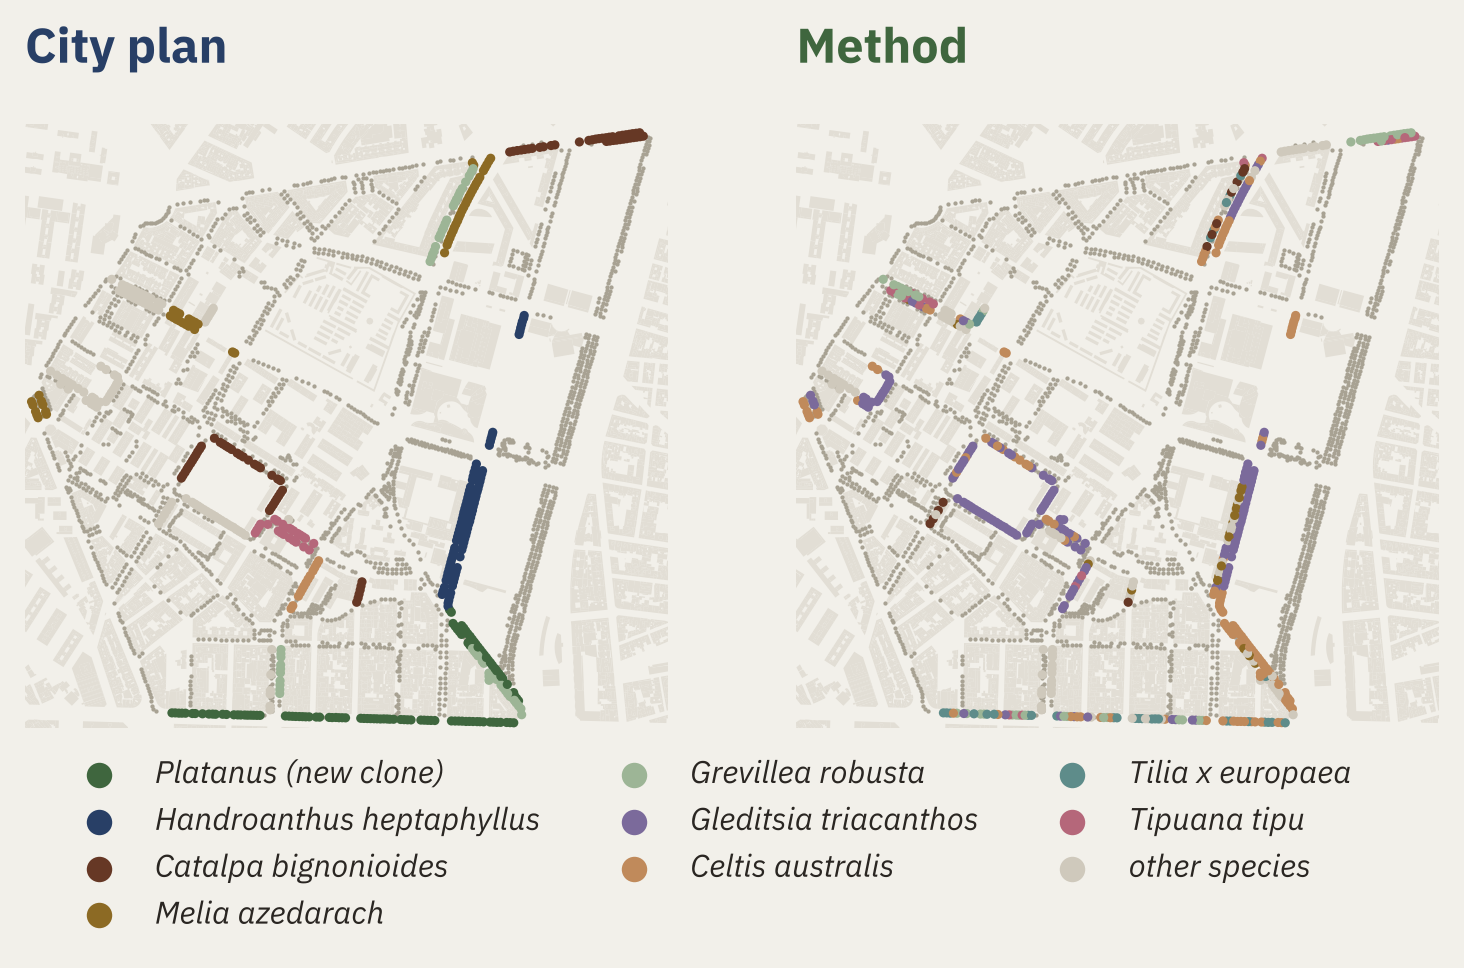 City plan
Method
Platanus (new clone)
Handroanthus heptaphyllus
Catalpa bignonioides
Melia azedarach
Grevillea robusta
Gleditsia triacanthos
Celtis australis
Tilia x europaea
Tipuana tipu
other species